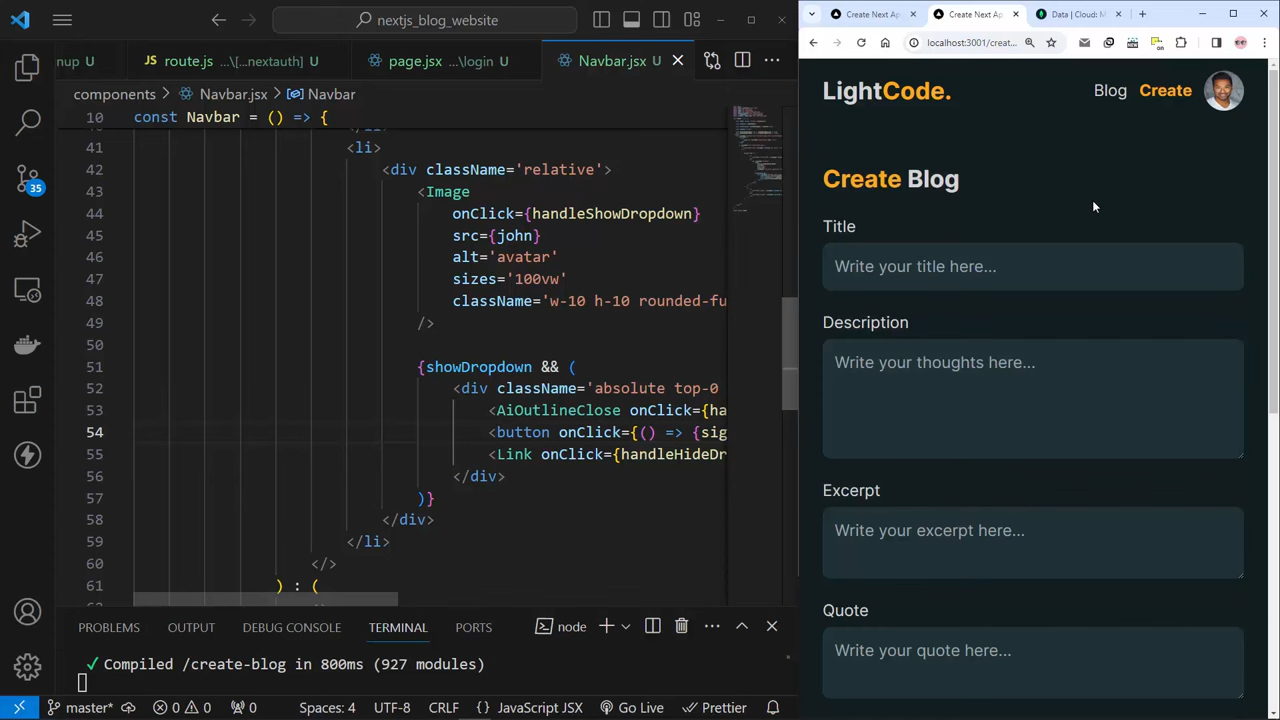 nextjs_blog_website
nup U
route.js ...\[...nextauth] U
page.jsx ...\login U
Navbar.jsx U
components > Navbar.jsx > Navbar
10 const Navbar = () => {
41 <li>
42 <div className='relative'>
43 <Image
44 onClick={handleShowDropdown}
45 src={john}
46 alt='avatar'
47 sizes='100vw'
48 className='w-10 h-10 rounded-fu
49 />
50
51 {showDropdown && (
52 <div className='absolute top-0
53 <AiOutlineClose onClick={ha
54 <button onClick={() => {sig
55 <Link onClick={handleHideDr
56 </div>
57 )}
58 </div>
59 </li>
60 </>
61 ) : (
35
PROBLEMS OUTPUT DEBUG CONSOLE TERMINAL PORTS
node
✓ Compiled /create-blog in 800ms (927 modules)
master* 0 0 0 Spaces: 4 UTF-8 CRLF {} JavaScript JSX Go Live Prettier
Create Next Ap
Create Next Ap
Data | Cloud: M
localhost:3001/creat...
LightCode.
Blog Create
Create Blog
Title
Write your title here...
Description
Write your thoughts here...
Excerpt
Write your excerpt here...
Quote
Write your quote here...